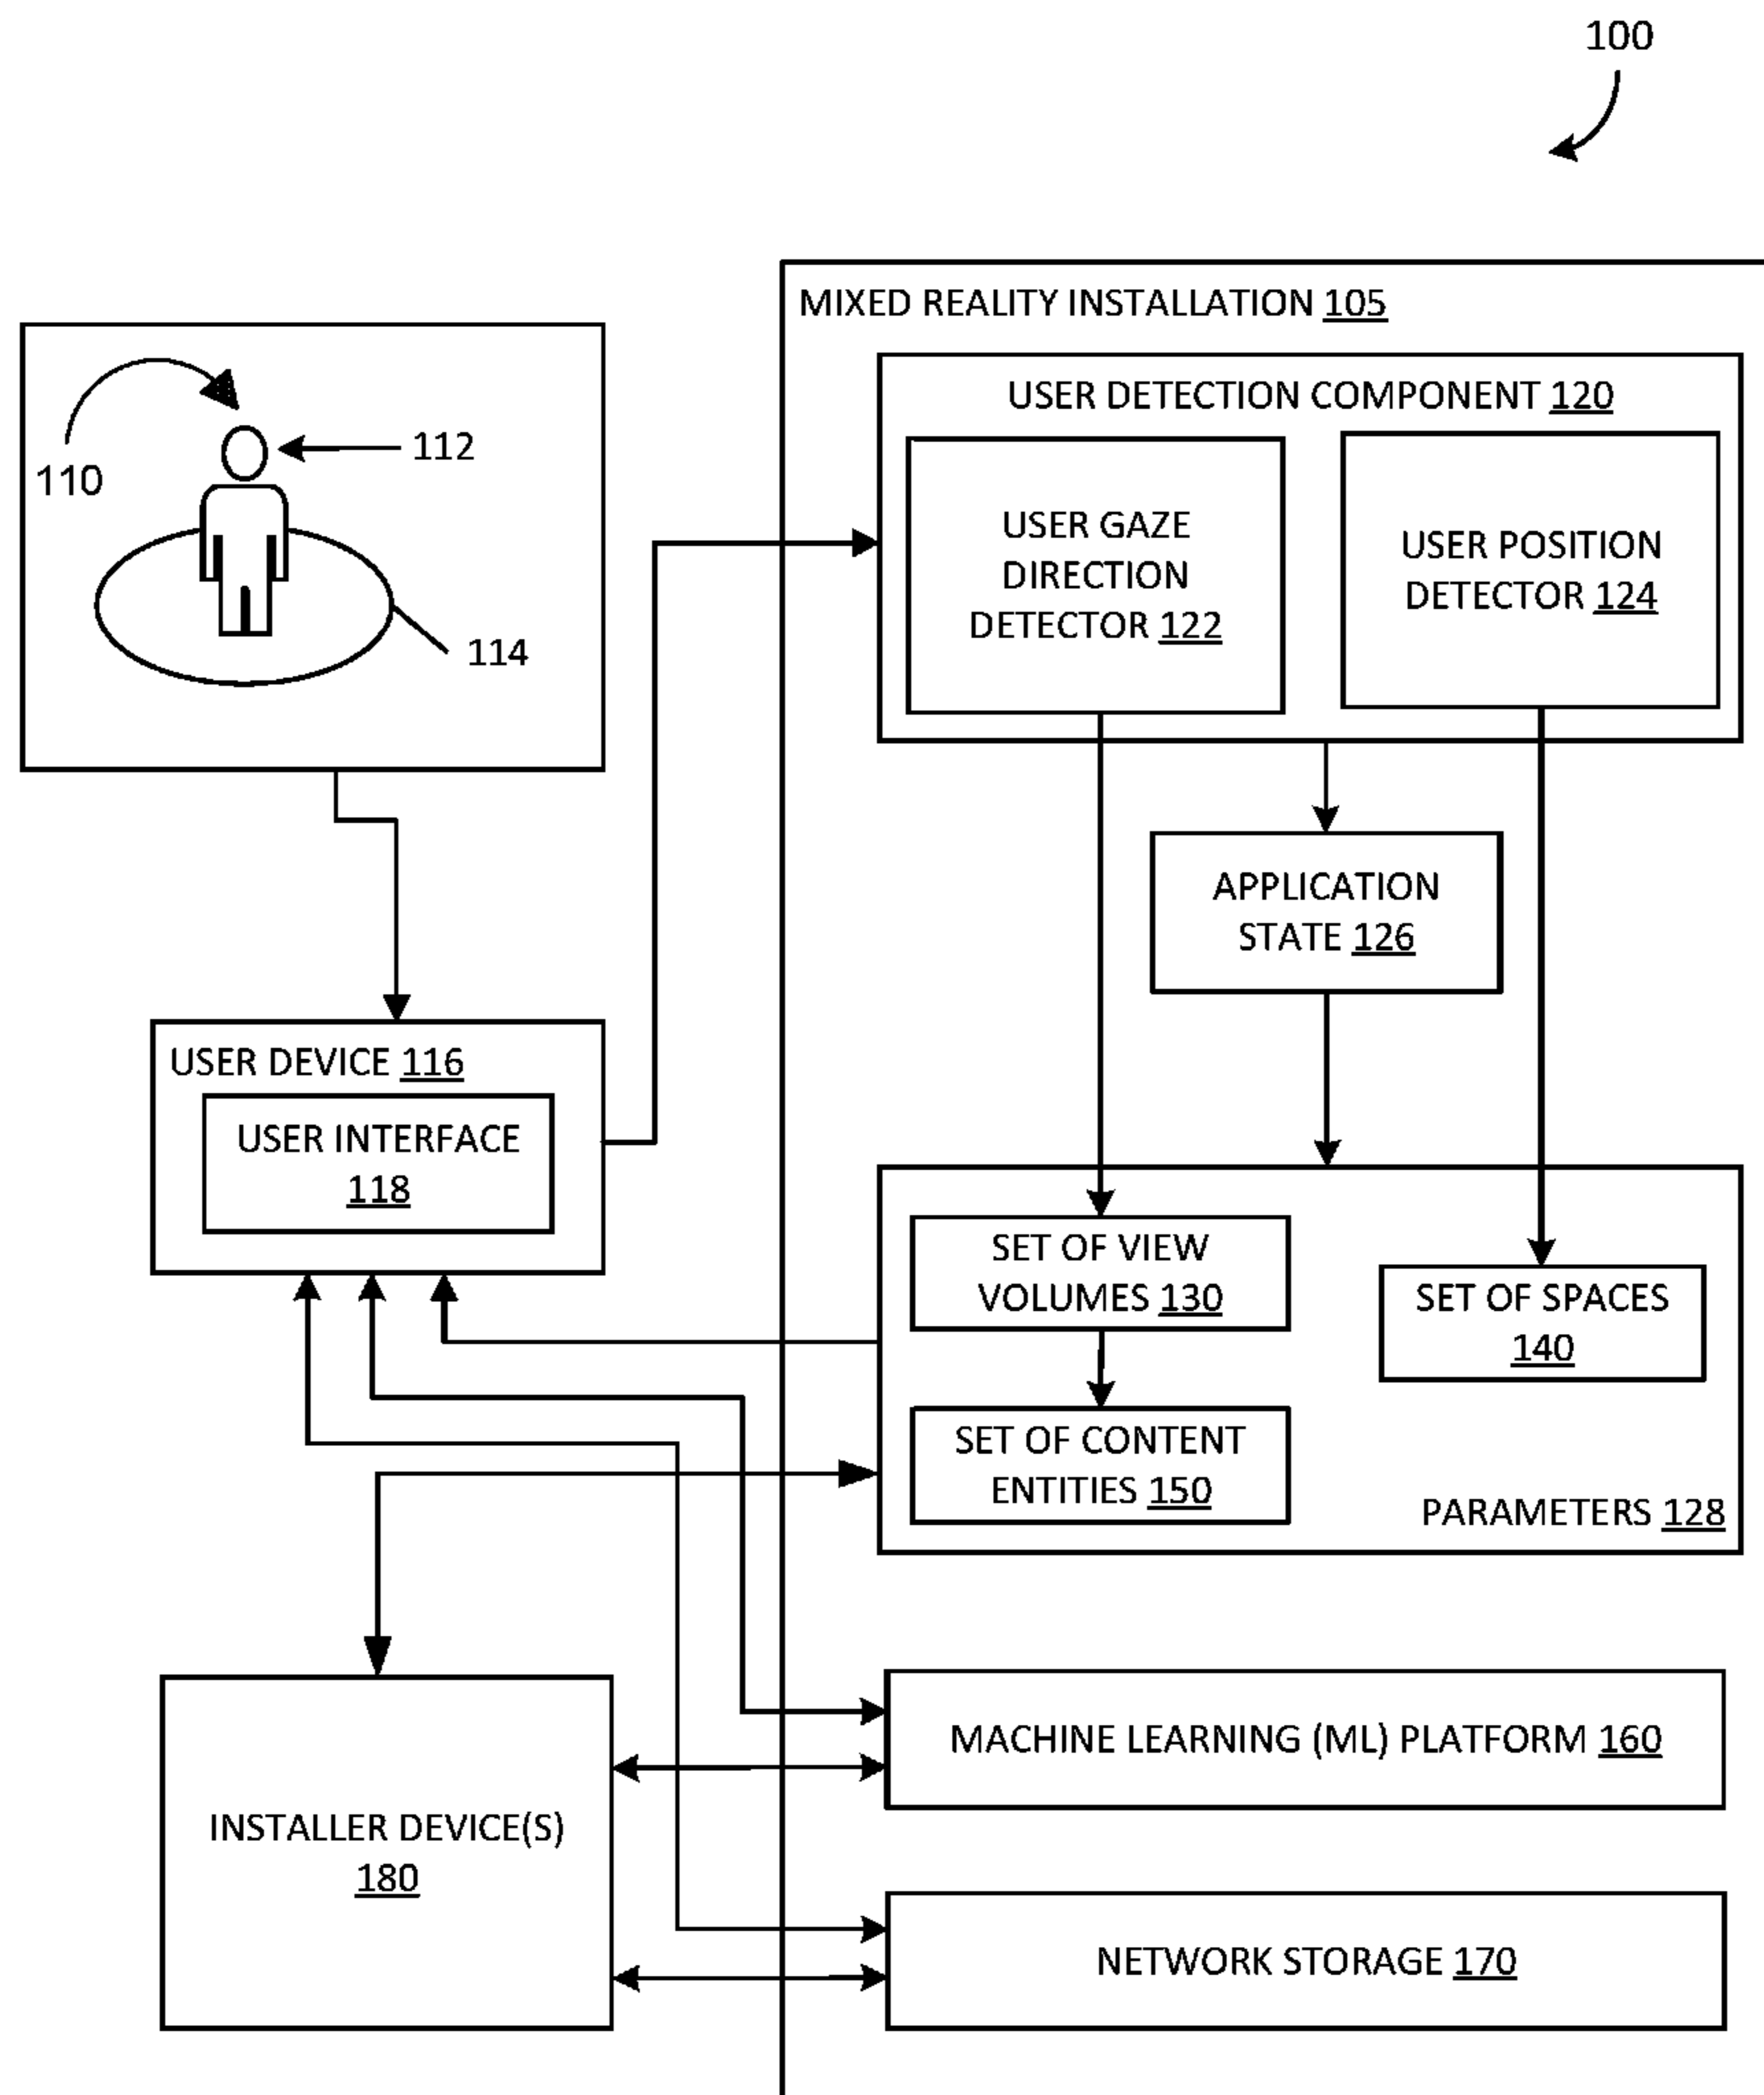 100
MIXED REALITY INSTALLATION 105
USER DETECTION COMPONENT 120
112
110
USER GAZE
DIRECTION
DETECTOR 122
USER POSITION
DETECTOR 124
114
APPLICATION
STATE 126
USER DEVICE 116
USER INTERFACE
118
SET OF VIEW
VOLUMES 130
SET OF SPACES
140
SET OF CONTENT
ENTITIES 150
PARAMETERS 128
MACHINE LEARNING (ML) PLATFORM 160
INSTALLER DEVICE(S)
180
NETWORK STORAGE 170